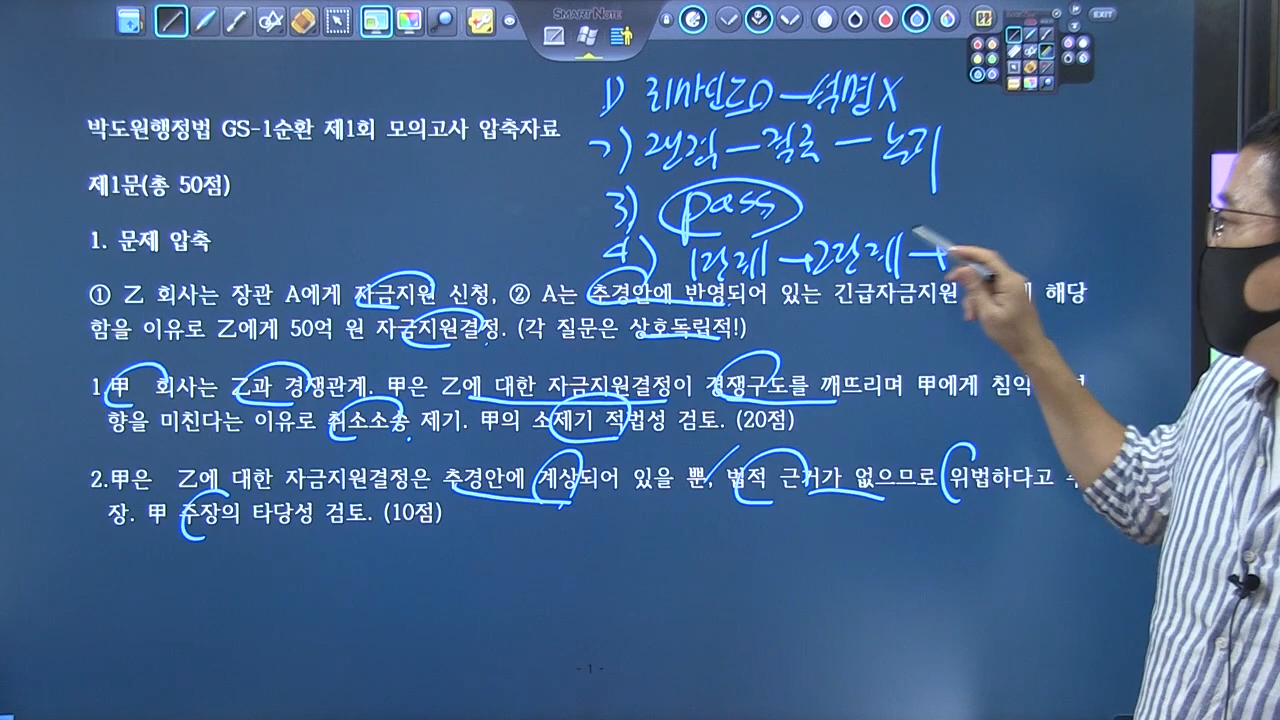 SMART NOTE
EXIT
1) 리마인드 O – 석면 X
2) 맨적 – 질문 – 논리
3) pass
4) 1단계 → 2단계 →
박도원행정법 GS-1순환 제1회 모의고사 압축자료
제1문(총 50점)
1. 문제 압축
① 乙 회사는 장관 A에게 자금지원 신청, ② A는 추경안에 반영되어 있는 긴급자금지원 해당
함을 이유로 乙에게 50억 원 자금지원결정. (각 질문은 상호독립적!)
1. 甲 회사는 乙과 경쟁관계. 甲은 乙에 대한 자금지원결정이 경쟁구도를 깨뜨리며 甲에게 침익
향을 미친다는 이유로 취소소송 제기. 甲의 소제기 적법성 검토. (20점)
2.甲은 乙에 대한 자금지원결정은 추경안에 계상되어 있을 뿐, 법적 근거가 없으므로 위법하다고
장. 甲 주장의 타당성 검토. (10점)
- 1 -